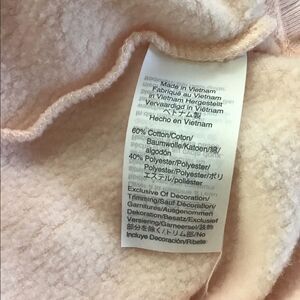 Made in Vietnam
Fabriqué au Vietnam
in Vietnam Hergestellt
Vervaardigd in Viëtnam
ベトナム製
Hecho en Vietnam
60% Cotton/Coton/
Baumwolle/Katoen/綿/
algodón
40% Polyester/Polyester/
Polyester/Polyester/ポリ
エステル/poliéster
Exclusive Of Decoration/
Trimming/Sauf Décoration/
Garnitures/Ausgenommen
Dekoration/Besatz/Exclusief
Versiering/Garneersel/装飾
部分を除く/トリム部/No
Incluye Decoración/Ribete